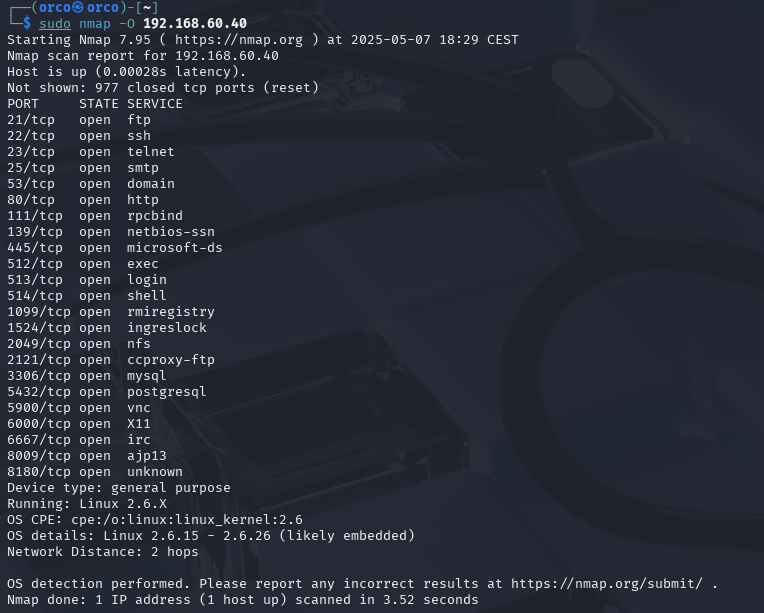 ┌──(orco㉿orco)-[~]
└─$ sudo nmap -O 192.168.60.40
Starting Nmap 7.95 ( https://nmap.org ) at 2025-05-07 18:29 CEST
Nmap scan report for 192.168.60.40
Host is up (0.00028s latency).
Not shown: 977 closed tcp ports (reset)
PORT     STATE SERVICE
21/tcp   open  ftp
22/tcp   open  ssh
23/tcp   open  telnet
25/tcp   open  smtp
53/tcp   open  domain
80/tcp   open  http
111/tcp  open  rpcbind
139/tcp  open  netbios-ssn
445/tcp  open  microsoft-ds
512/tcp  open  exec
513/tcp  open  login
514/tcp  open  shell
1099/tcp open  rmiregistry
1524/tcp open  ingreslock
2049/tcp open  nfs
2121/tcp open  ccproxy-ftp
3306/tcp open  mysql
5432/tcp open  postgresql
5900/tcp open  vnc
6000/tcp open  X11
6667/tcp open  irc
8009/tcp open  ajp13
8180/tcp open  unknown
Device type: general purpose
Running: Linux 2.6.X
OS CPE: cpe:/o:linux:linux_kernel:2.6
OS details: Linux 2.6.15 - 2.6.26 (likely embedded)
Network Distance: 2 hops

OS detection performed. Please report any incorrect results at https://nmap.org/submit/ .
Nmap done: 1 IP address (1 host up) scanned in 3.52 seconds